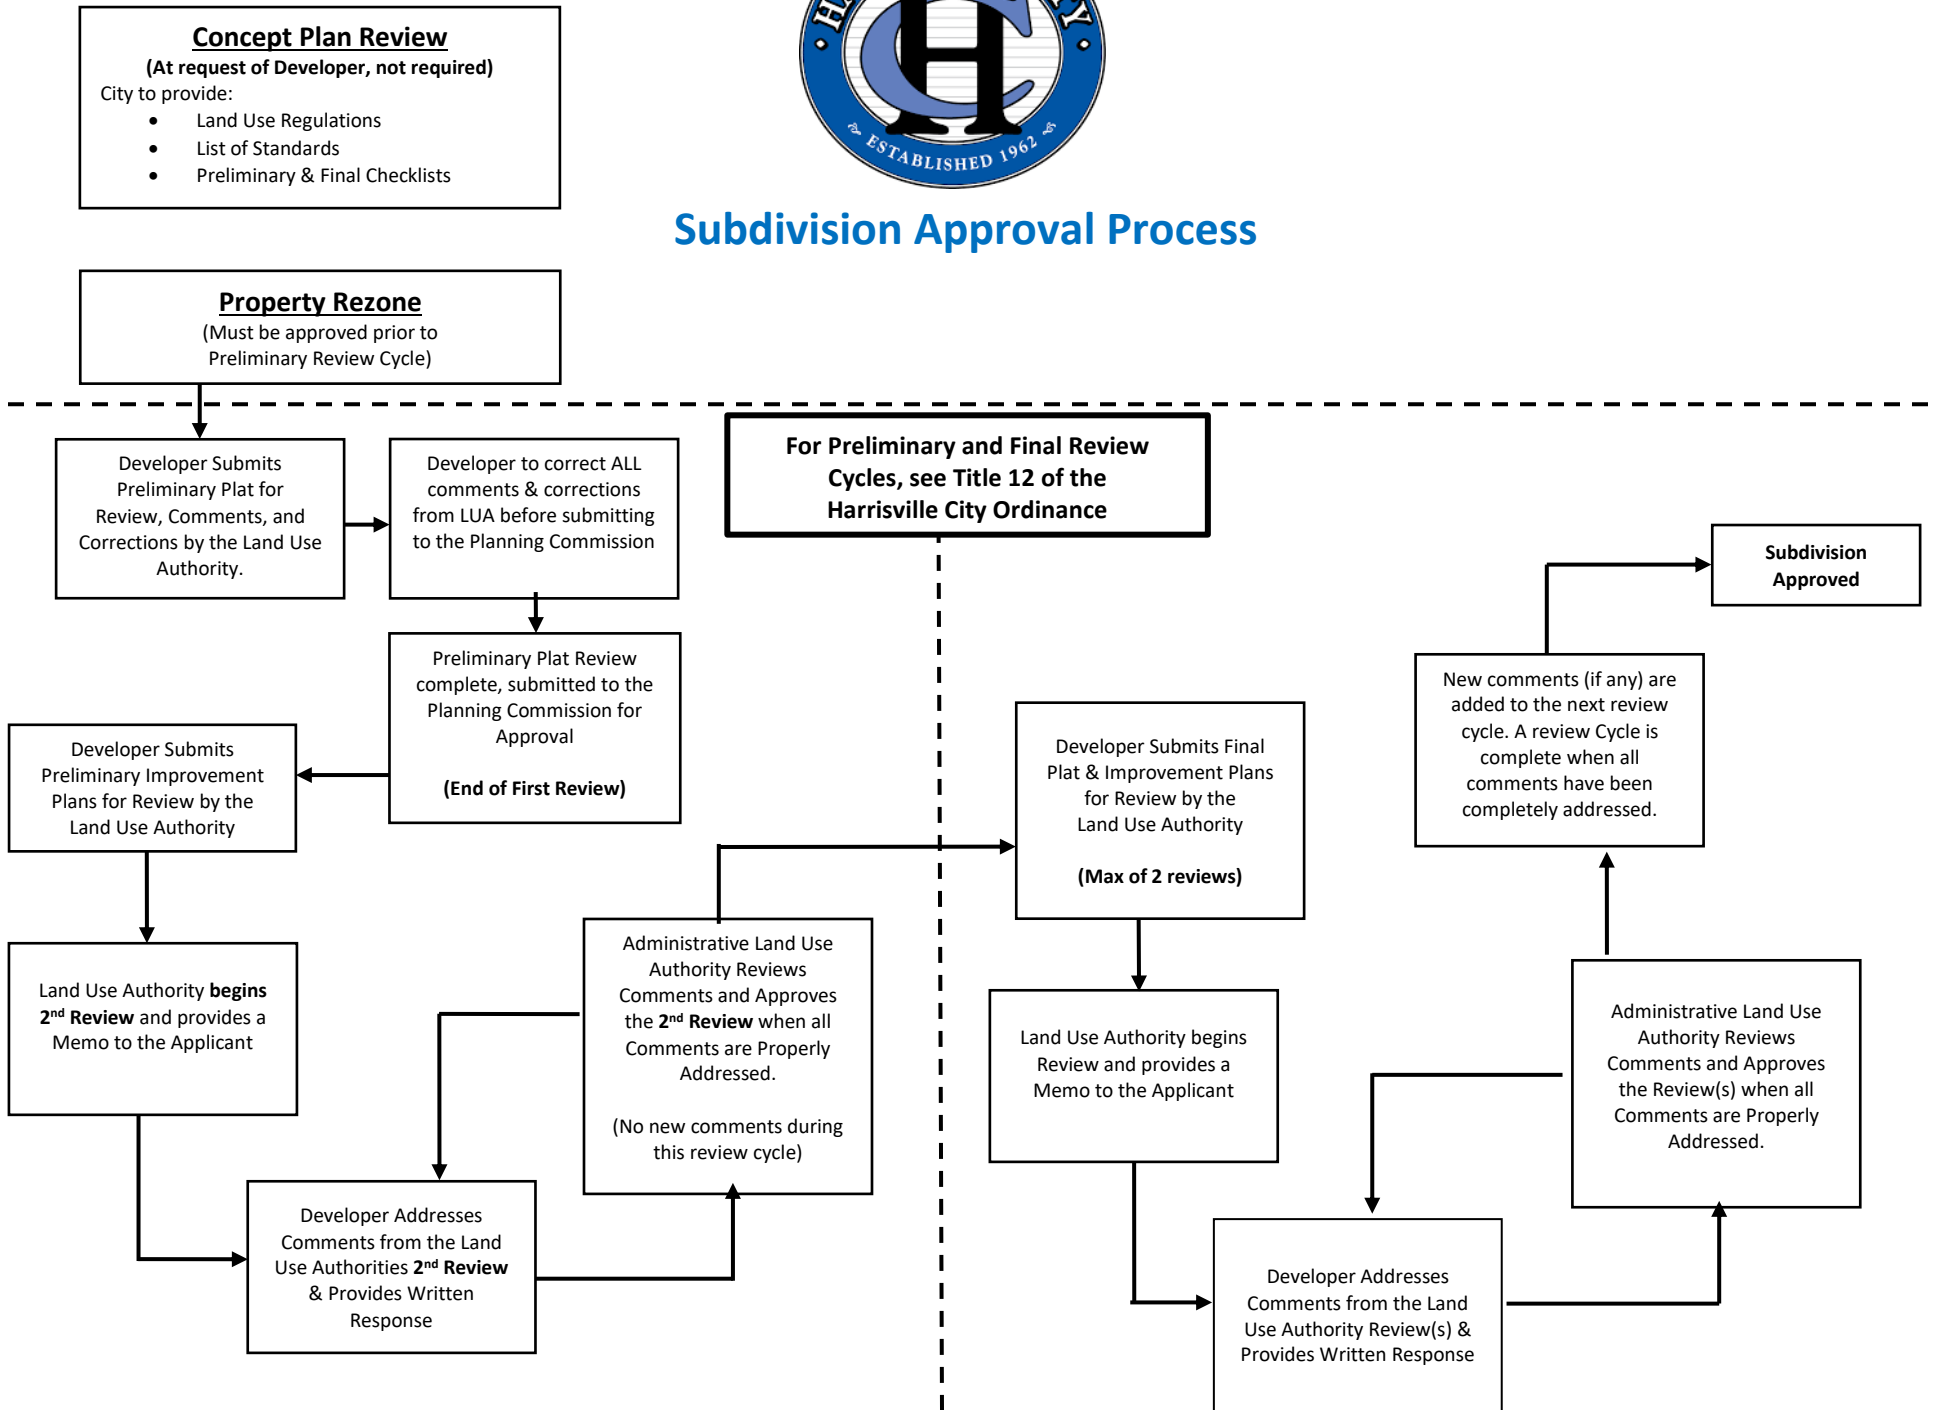 Concept Plan Review
(At request of Developer, not required)
City to provide:
• Land Use Regulations
• List of Standards
• Preliminary & Final Checklists
H
C
ESTABLISHED 1962
Subdivision Approval Process
Property Rezone
(Must be approved prior to
Preliminary Review Cycle)
Developer Submits
Preliminary Plat for
Review, Comments, and
Corrections by the Land Use
Authority.
Developer to correct ALL
comments & corrections
from LUA before submitting
to the Planning Commission
For Preliminary and Final Review
Cycles, see Title 12 of the
Harrisville City Ordinance
Subdivision
Approved
Preliminary Plat Review
complete, submitted to the
Planning Commission for
Approval
(End of First Review)
Developer Submits
Preliminary Improvement
Plans for Review by the
Land Use Authority
Land Use Authority begins
2nd Review and provides a
Memo to the Applicant
Developer Addresses
Comments from the Land
Use Authorities 2nd Review
& Provides Written
Response
Administrative Land Use
Authority Reviews
Comments and Approves
the 2nd Review when all
Comments are Properly
Addressed.
(No new comments during
this review cycle)
Developer Submits Final
Plat & Improvement Plans
for Review by the
Land Use Authority
(Max of 2 reviews)
Land Use Authority begins
Review and provides a
Memo to the Applicant
Developer Addresses
Comments from the Land
Use Authority Review(s) &
Provides Written Response
Administrative Land Use
Authority Reviews
Comments and Approves
the Review(s) when all
Comments are Properly
Addressed.
New comments (if any) are
added to the next review
cycle. A review Cycle is
complete when all
comments have been
completely addressed.